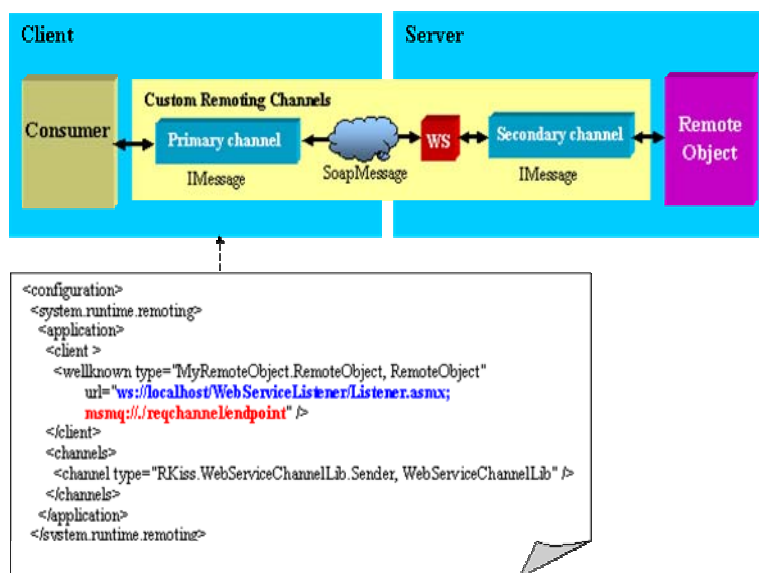 Client
Server
Custom Remoting Channels
Consumer
Primary channel
IMessage
SoapMessage
WS
Secondary channel
IMessage
Remote
Object
<configuration>
<system.runtime.remoting>
<application>
<client >
<wellknown type="MyRemoteObject.RemoteObject, RemoteObject"
url="ws://localhost/WebServiceListener/Listener.asmx;
msmq://./reqchannel/endpoint" />
</client>
<channels>
<channel type="RKiss.WebServiceChannelLib.Sender, WebServiceChannelLib" />
</channels>
</application>
</system.runtime.remoting>